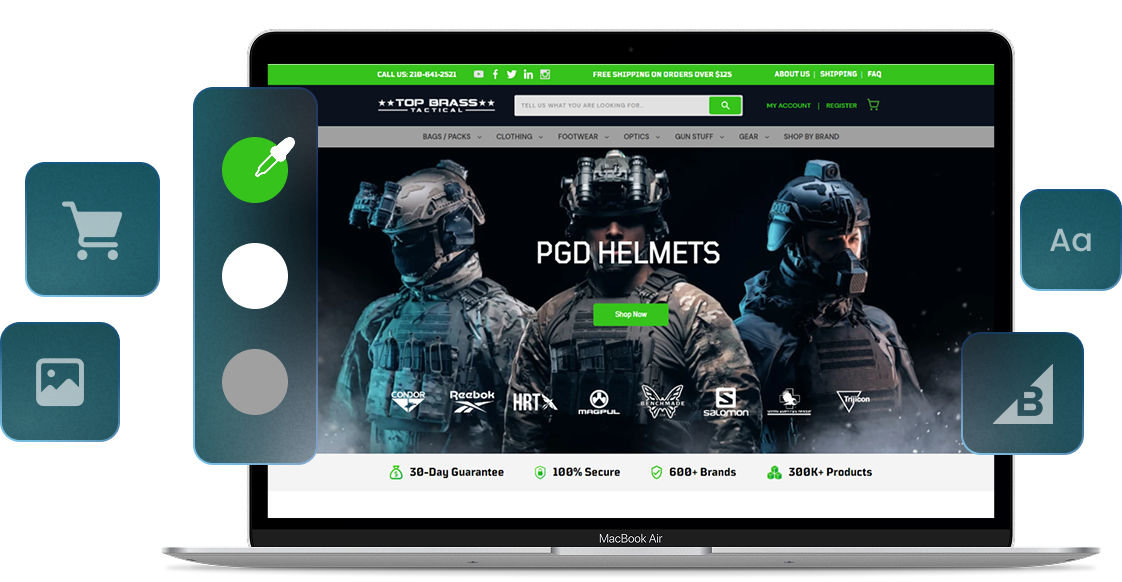 CALL US: 210-641-2521
FREE SHIPPING ON ORDERS OVER $125
ABOUT US | SHIPPING | FAQ
★★TOP BRASS★★
TACTICAL
TELL US WHAT YOU ARE LOOKING FOR...
MY ACCOUNT | REGISTER
BAGS / PACKS CLOTHING FOOTWEAR OPTICS GUN STUFF GEAR SHOP BY BRAND
PGD HELMETS
Shop Now
CONDOR
Reebok
HRT
MAGPUL
BENCHMADE
SALOMON
Trijicon
30-Day Guarantee
100% Secure
600+ Brands
300K+ Products
MacBook Air
Aa
B